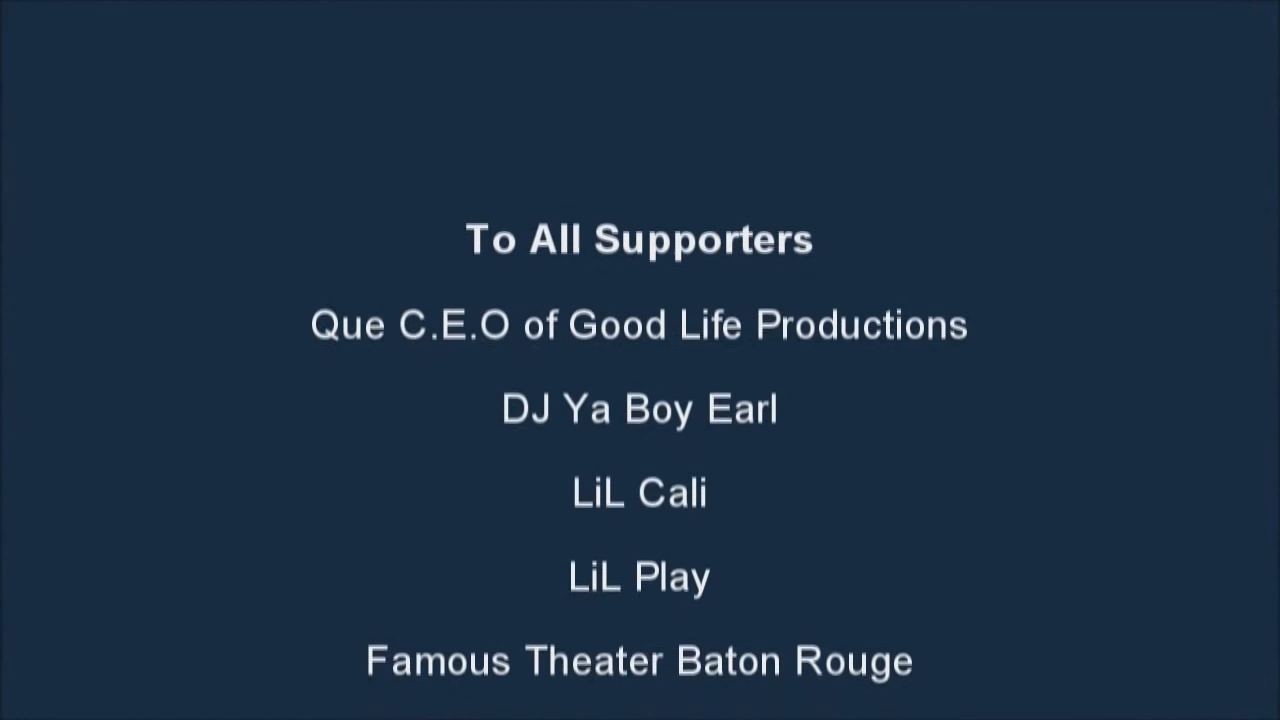 To All Supporters
Que C.E.O of Good Life Productions
DJ Ya Boy Earl
LiL Cali
LiL Play
Famous Theater Baton Rouge